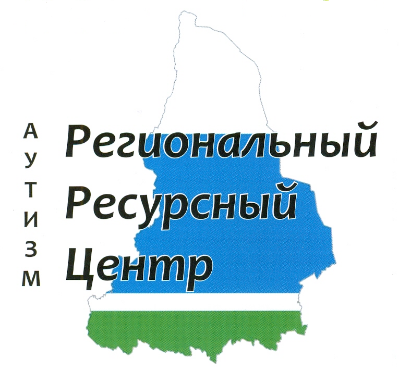 АУТИЗМ
Региональный
Ресурсный
Центр